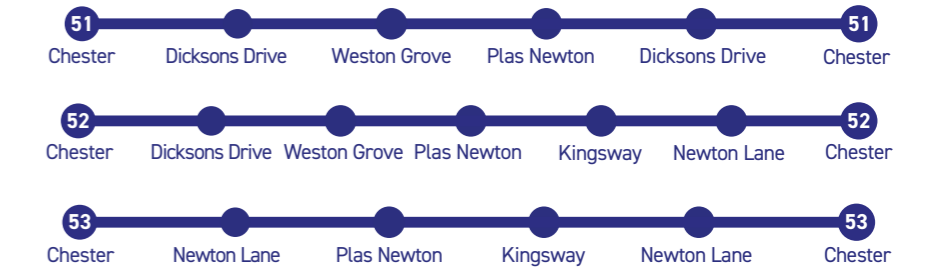 51 51
Chester Dicksons Drive Weston Grove Plas Newton Dicksons Drive Chester
52 52
Chester Dicksons Drive Weston Grove Plas Newton Kingsway Newton Lane Chester
53 53
Chester Newton Lane Plas Newton Kingsway Newton Lane Chester